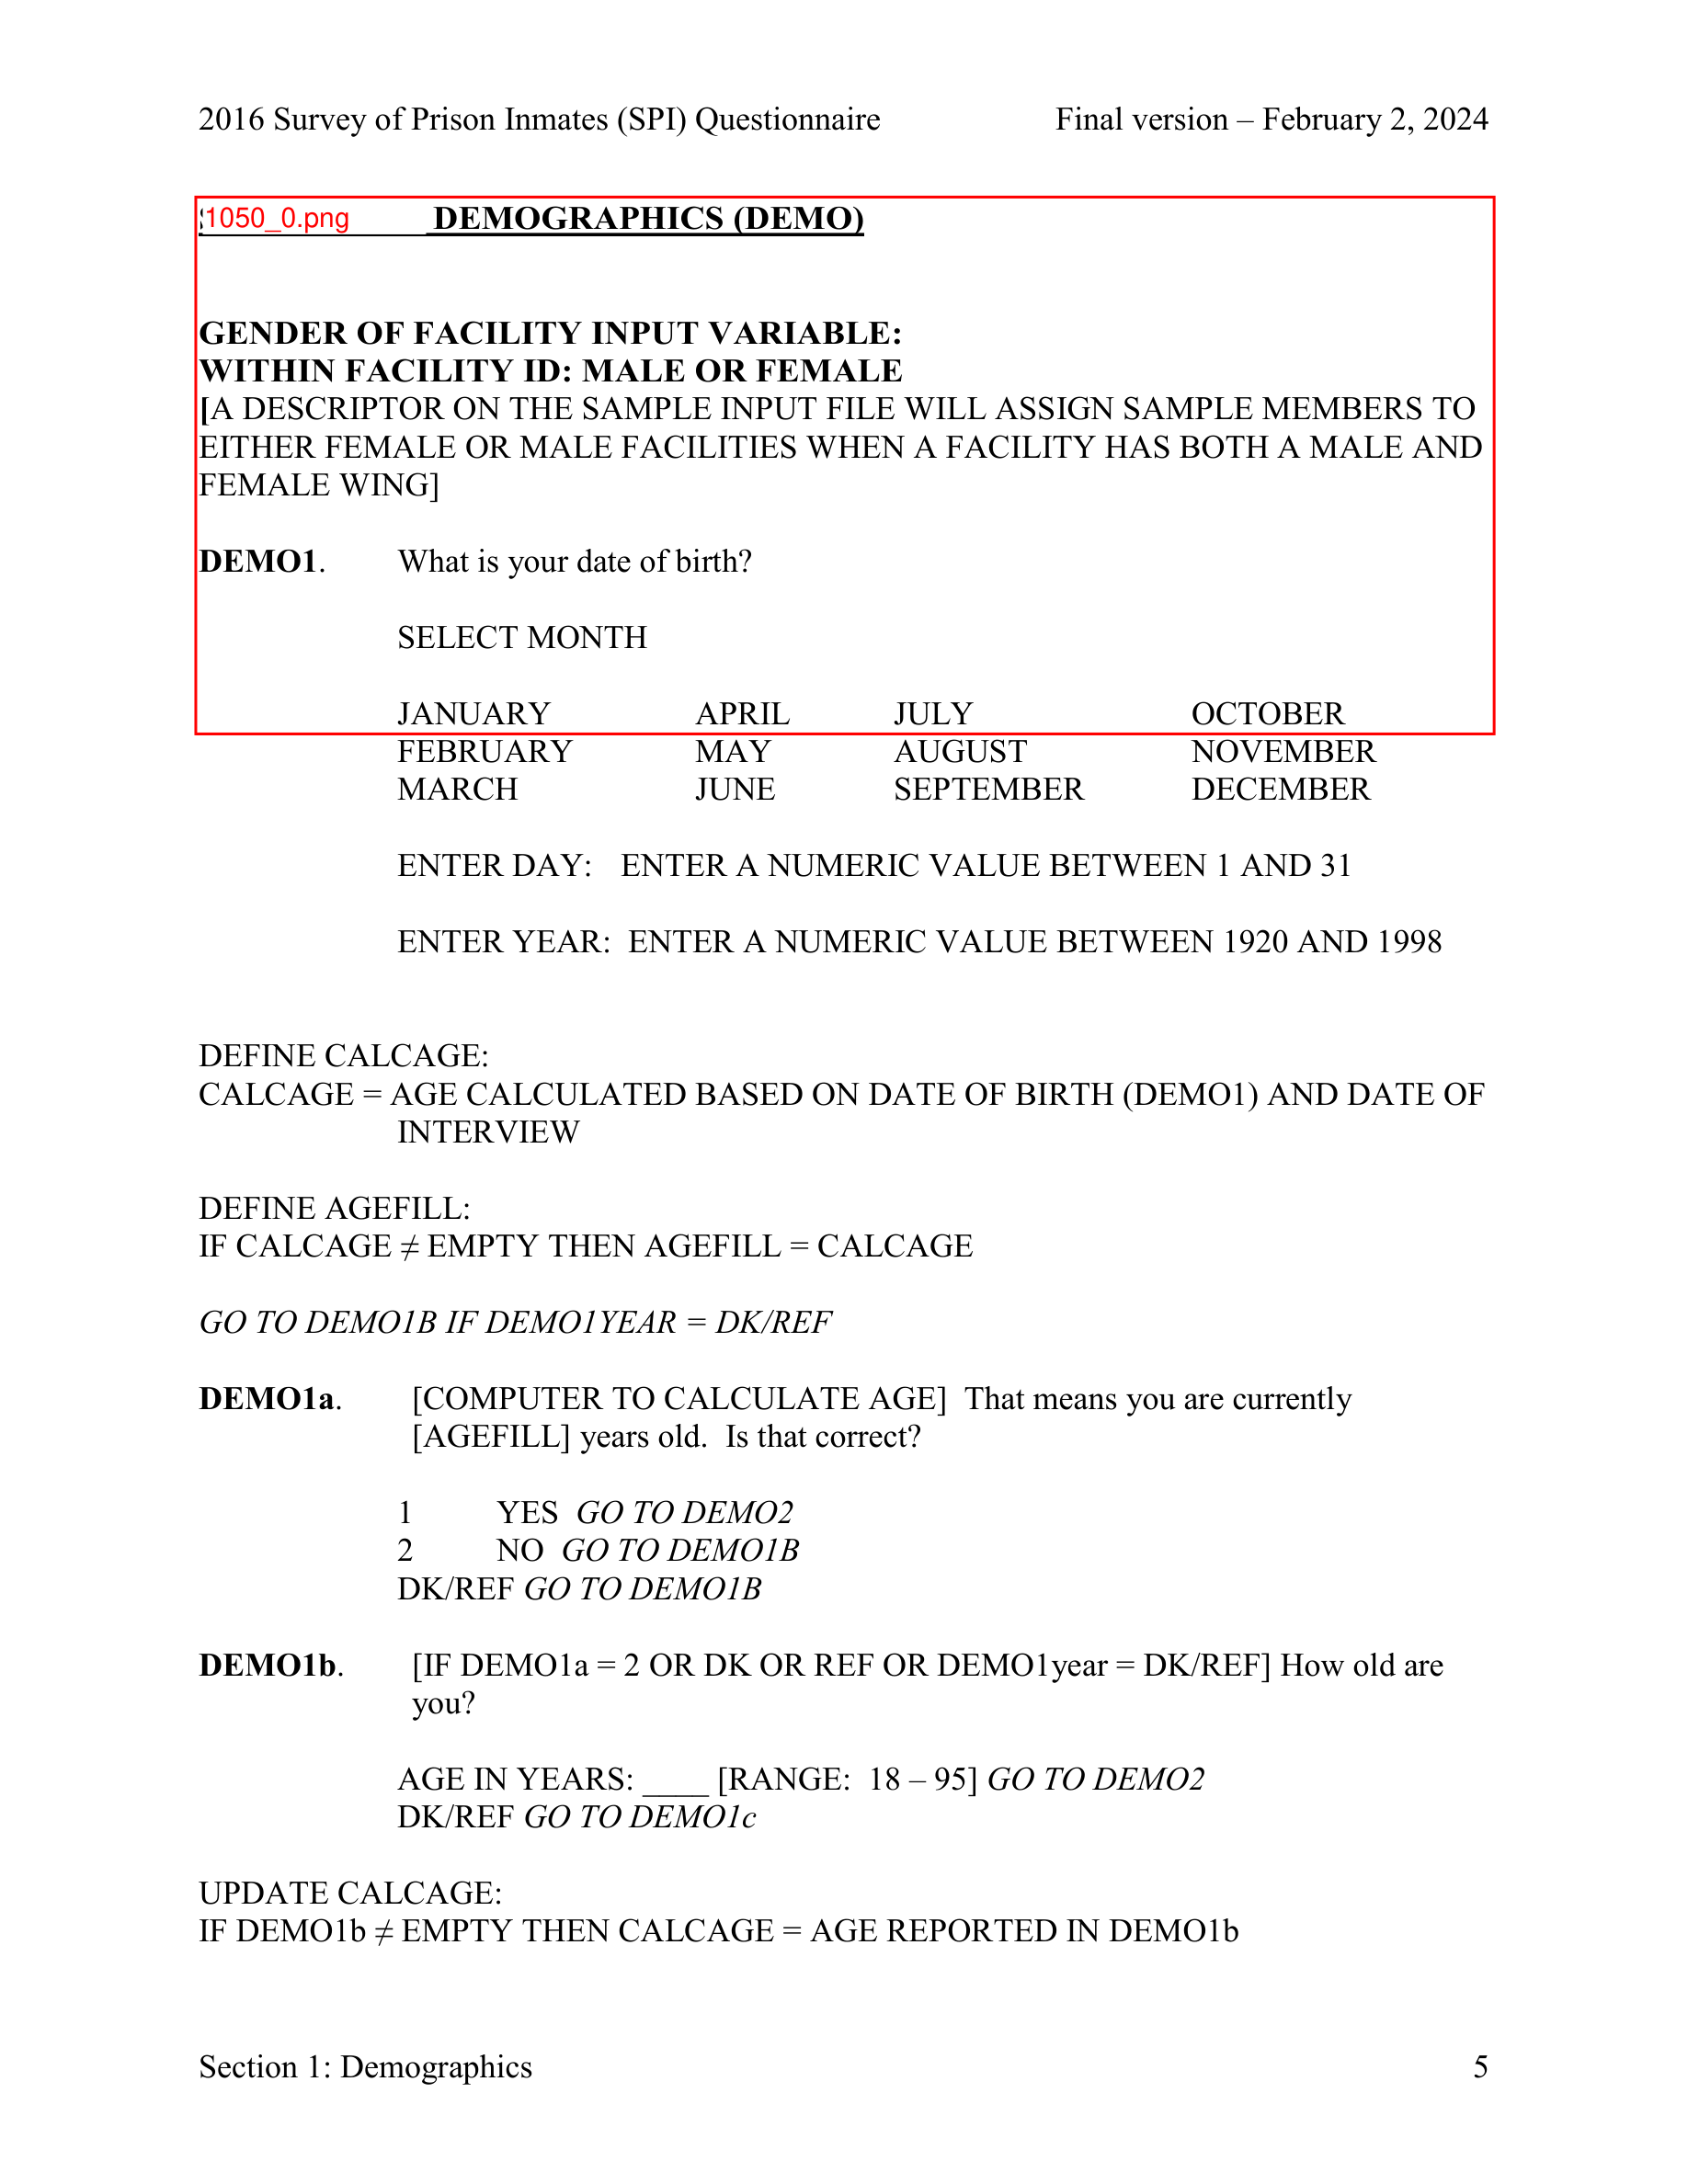 2016 Survey of Prison Inmates (SPI) Questionnaire Final version – February 2, 2024
1050_0.png DEMOGRAPHICS (DEMO)
GENDER OF FACILITY INPUT VARIABLE:
WITHIN FACILITY ID: MALE OR FEMALE
[A DESCRIPTOR ON THE SAMPLE INPUT FILE WILL ASSIGN SAMPLE MEMBERS TO
EITHER FEMALE OR MALE FACILITIES WHEN A FACILITY HAS BOTH A MALE AND
FEMALE WING]
DEMO1. What is your date of birth?
SELECT MONTH
JANUARY APRIL JULY OCTOBER
FEBRUARY MAY AUGUST NOVEMBER
MARCH JUNE SEPTEMBER DECEMBER
ENTER DAY: ENTER A NUMERIC VALUE BETWEEN 1 AND 31
ENTER YEAR: ENTER A NUMERIC VALUE BETWEEN 1920 AND 1998
DEFINE CALCAGE:
CALCAGE = AGE CALCULATED BASED ON DATE OF BIRTH (DEMO1) AND DATE OF
INTERVIEW
DEFINE AGEFILL:
IF CALCAGE ≠ EMPTY THEN AGEFILL = CALCAGE
GO TO DEMO1B IF DEMO1YEAR = DK/REF
DEMO1a. [COMPUTER TO CALCULATE AGE] That means you are currently
[AGEFILL] years old. Is that correct?
1 YES GO TO DEMO2
2 NO GO TO DEMO1B
DK/REF GO TO DEMO1B
DEMO1b. [IF DEMO1a = 2 OR DK OR REF OR DEMO1year = DK/REF] How old are
you?
AGE IN YEARS: ____ [RANGE: 18 – 95] GO TO DEMO2
DK/REF GO TO DEMO1c
UPDATE CALCAGE:
IF DEMO1b ≠ EMPTY THEN CALCAGE = AGE REPORTED IN DEMO1b
Section 1: Demographics 5